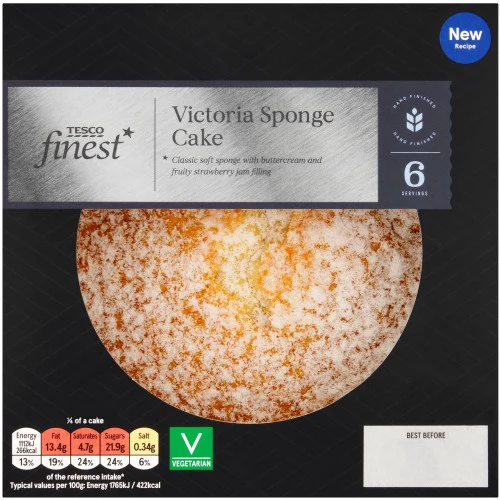 New
Recipe
TESCO
finest*
Victoria Sponge
Cake
* Classic soft sponge with buttercream and
fruity strawberry jam filling
HAND FINISHED
HAND FINISHED
6
SERVINGS
⅙ of a cake
Energy
1112kJ
266kcal
13%
Fat
13.4g
19%
Saturates
4.7g
24%
Sugars
21.9g
24%
Salt
0.34g
6%
of the reference intake*
Typical values per 100g: Energy 1765kJ / 422kcal
V
VEGETARIAN
BEST BEFORE